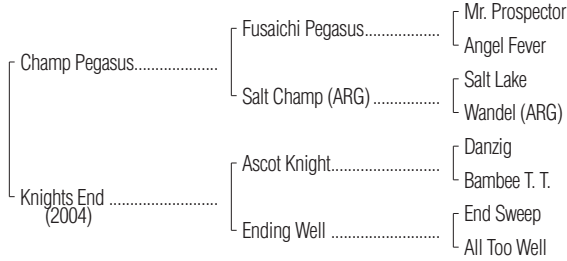 Mr. Prospector
Fusaichi Pegasus..................
Angel Fever
Champ Pegasus....................
Salt Lake
Salt Champ (ARG) ................
Wandel (ARG)
Danzig
Ascot Knight..........................
Bambee T. T.
Knights End ..........................
(2004)
End Sweep
Ending Well ..........................
All Too Well